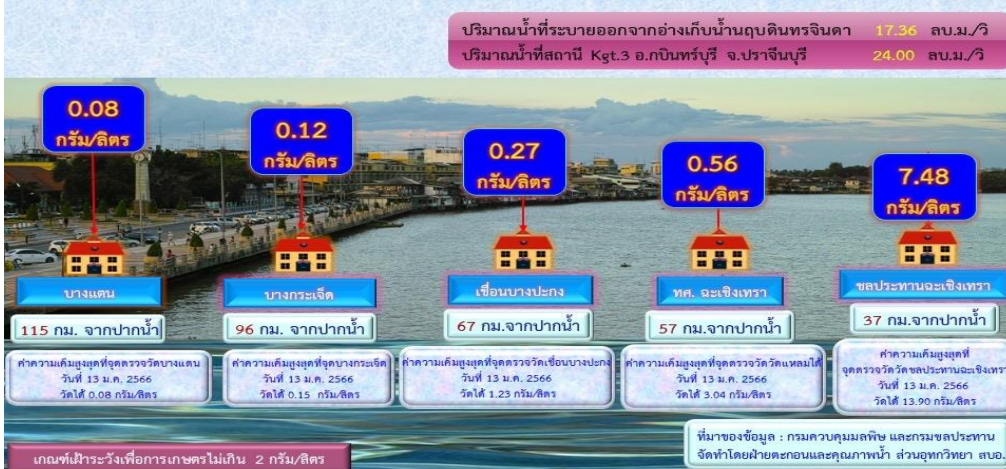 ปริมาณน้ำที่ระบายออกจากอ่างเก็บน้ำนฤบดินทรจินดา 17.36 ลบ.ม./วิ
ปริมาณน้ำที่สถานี Kgt.3 อ.กบินทร์บุรี จ.ปราจีนบุรี 24.00 ลบ.ม./วิ
0.08
กรัม/ลิตร
0.12
กรัม/ลิตร
0.27
กรัม/ลิตร
0.56
กรัม/ลิตร
7.48
กรัม/ลิตร
บางแตน
บางกระเจ็ด
เขื่อนบางปะกง
ทศ. ฉะเชิงเทรา
ชลประทานฉะเชิงเทรา
115 กม. จากปากน้ำ
96 กม. จากปากน้ำ
67 กม.จากปากน้ำ
57 กม.จากปากน้ำ
37 กม.จากปากน้ำ
ค่าความเค็มสูงสุดที่จุดตรวจวัดบางแตน
วันที่ 13 ม.ค. 2566
วัดได้ 0.08 กรัม/ลิตร
ค่าความเค็มสูงสุดที่จุดบางกระเจ็ด
วันที่ 13 ม.ค. 2566
วัดได้ 0.15 กรัม/ลิตร
ค่าความเค็มสูงสุดที่จุดตรวจวัดเขื่อนบางปะกง
วันที่ 13 ม.ค. 2566
วัดได้ 1.23 กรัม/ลิตร
ค่าความเค็มสูงสุดที่จุดตรวจวัดวัดแหลมใต้
วันที่ 13 ม.ค. 2566
วัดได้ 3.04 กรัม/ลิตร
ค่าความเค็มสูงสุดที่
จุดตรวจวัดวัดชลประทานฉะเชิงเทรา
วันที่ 13 ม.ค. 2566
วัดได้ 13.90 กรัม/ลิตร
เกณฑ์เฝ้าระวังเพื่อการเกษตรไม่เกิน 2 กรัม/ลิตร
ที่มาของข้อมูล : กรมควบคุมมลพิษ และกรมชลประทาน
จัดทำโดยฝ่ายตะกอนและคุณภาพน้ำ ส่วนอุทกวิทยา สบอ.